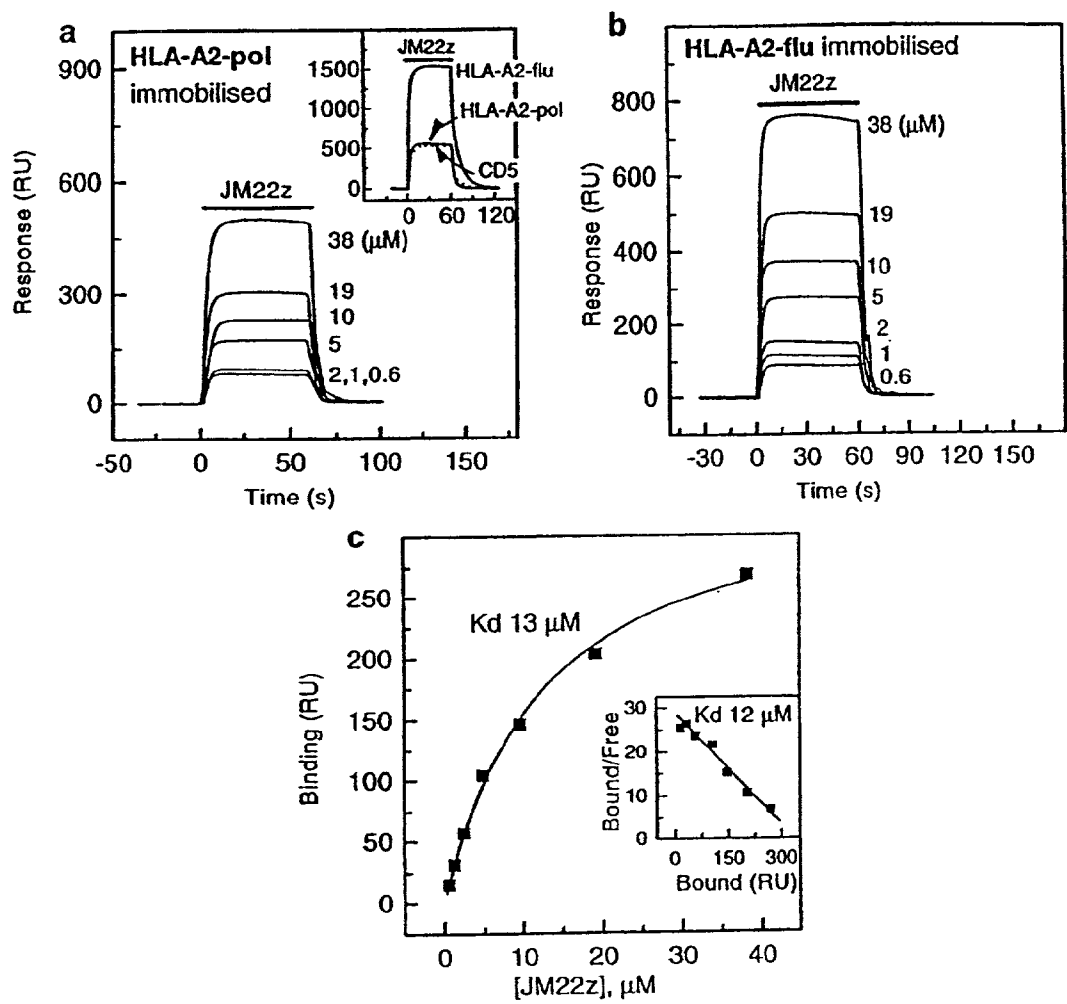 a
HLA-A2-pol
immobilised
900
600
300
0
Response (RU)
JM22z
38 (µM)
19
10
5
2,1,0.6
-50 0 50 100 150
Time (s)
JM22z
1500
1000
500
0
HLA-A2-flu
HLA-A2-pol
CD5
0 60 120
b
HLA-A2-flu immobilised
JM22z
800
600
400
200
0
Response (RU)
38 (µM)
19
10
5
2
1
0.6
-30 0 30 60 90 120 150
Time (s)
c
Kd 13 µM
250
200
150
100
50
0
Binding (RU)
0 10 20 30 40
[JM22z], µM
Kd 12 µM
30
20
10
0
Bound/Free
0 150 300
Bound (RU)